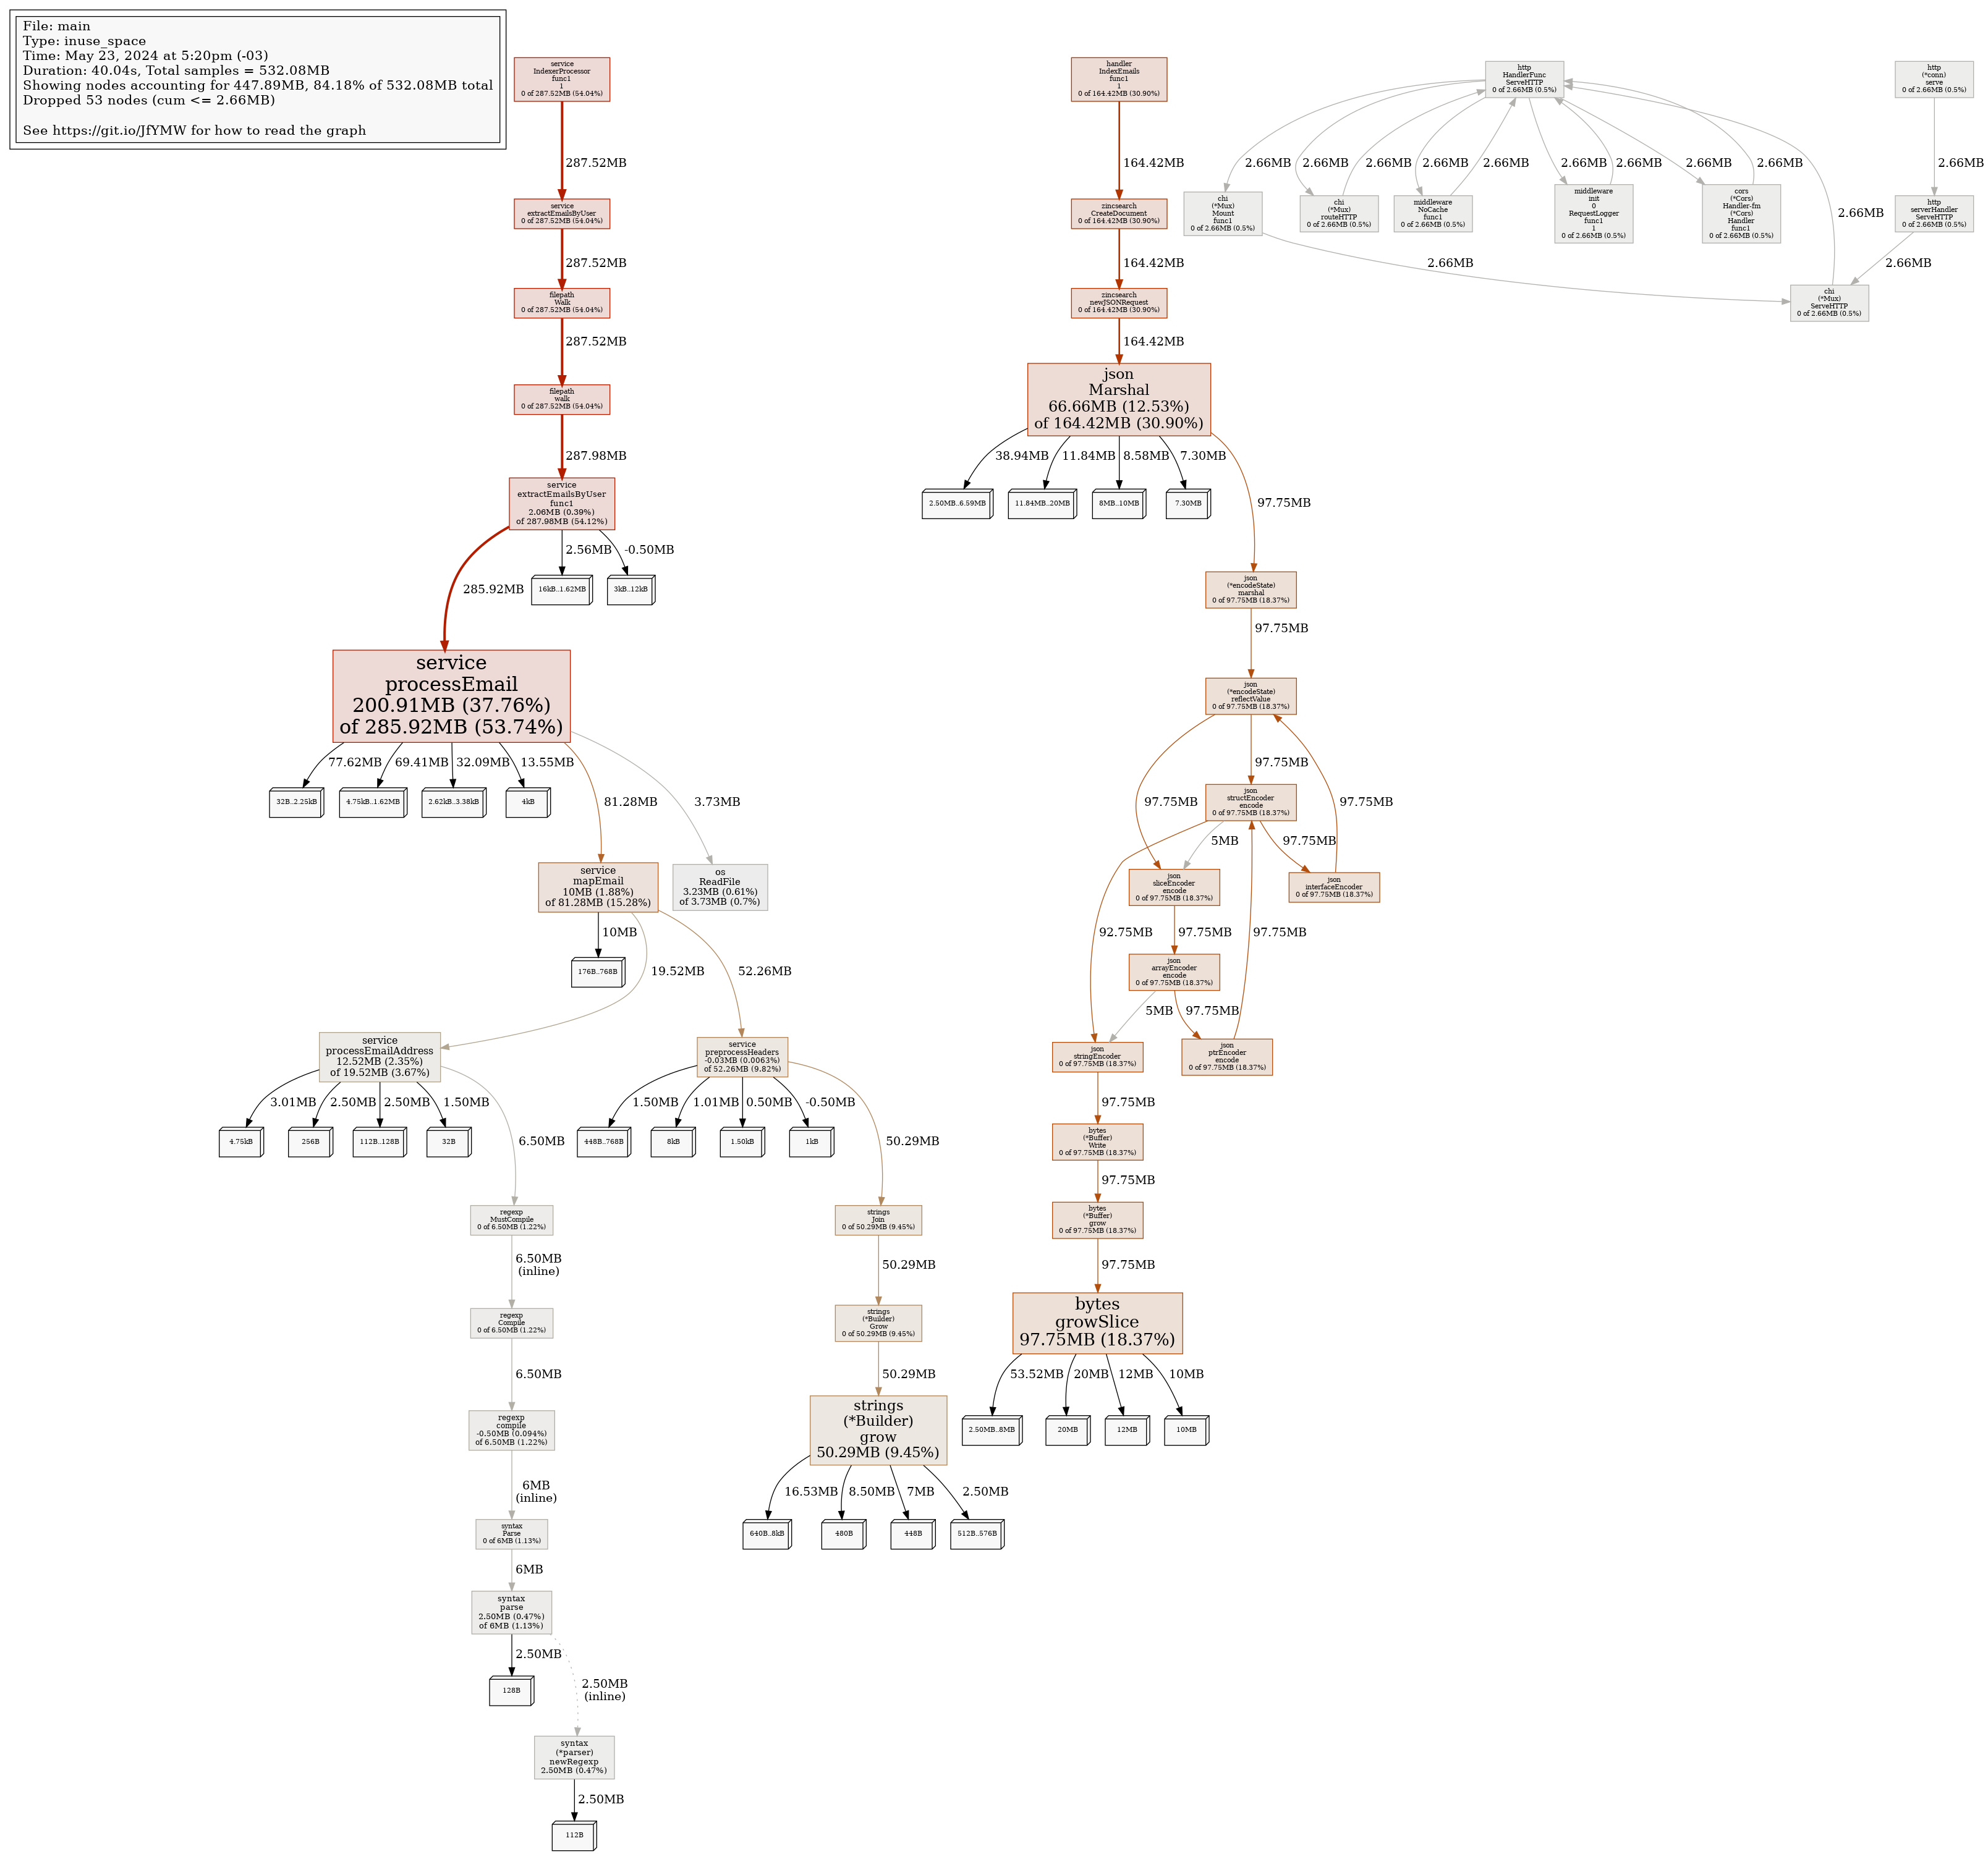 File: main
Type: inuse_space
Time: May 23, 2024 at 5:20pm (-03)
Duration: 40.04s, Total samples = 532.08MB
Showing nodes accounting for 447.89MB, 84.18% of 532.08MB total
Dropped 53 nodes (cum <= 2.66MB)
See https://git.io/JfYMW for how to read the graph
service
IndexerProcessor
func1
1
0 of 287.52MB (54.04%)
287.52MB
service
extractEmailsByUser
0 of 287.52MB (54.04%)
287.52MB
filepath
Walk
0 of 287.52MB (54.04%)
287.52MB
filepath
walk
0 of 287.52MB (54.04%)
287.98MB
service
extractEmailsByUser
func1
2.06MB (0.39%)
of 287.98MB (54.12%)
285.92MB
2.56MB
-0.50MB
16kB..1.62MB
3kB..12kB
service
processEmail
200.91MB (37.76%)
of 285.92MB (53.74%)
77.62MB
69.41MB
32.09MB
13.55MB
81.28MB
3.73MB
32B..2.25kB
4.75kB..1.62MB
2.62kB..3.38kB
4kB
service
mapEmail
10MB (1.88%)
of 81.28MB (15.28%)
os
ReadFile
3.23MB (0.61%)
of 3.73MB (0.7%)
10MB
19.52MB
52.26MB
176B..768B
service
processEmailAddress
12.52MB (2.35%)
of 19.52MB (3.67%)
3.01MB
2.50MB
2.50MB
1.50MB
6.50MB
4.75kB
256B
112B..128B
32B
service
preprocessHeaders
-0.03MB (0.0063%)
of 52.26MB (9.82%)
1.50MB
1.01MB
0.50MB
-0.50MB
50.29MB
448B..768B
8kB
1.50kB
1kB
regexp
MustCompile
0 of 6.50MB (1.22%)
6.50MB
(inline)
regexp
Compile
0 of 6.50MB (1.22%)
6.50MB
regexp
compile
-0.50MB (0.094%)
of 6.50MB (1.22%)
6MB
(inline)
syntax
Parse
0 of 6MB (1.13%)
6MB
syntax
parse
2.50MB (0.47%)
of 6MB (1.13%)
2.50MB
2.50MB
(inline)
128B
syntax
(*parser)
newRegexp
2.50MB (0.47%)
2.50MB
112B
strings
Join
0 of 50.29MB (9.45%)
50.29MB
strings
(*Builder)
Grow
0 of 50.29MB (9.45%)
50.29MB
strings
(*Builder)
grow
50.29MB (9.45%)
16.53MB
8.50MB
7MB
2.50MB
640B..8kB
480B
448B
512B..576B
handler
IndexEmails
func1
1
0 of 164.42MB (30.90%)
164.42MB
zincsearch
CreateDocument
0 of 164.42MB (30.90%)
164.42MB
zincsearch
newJSONRequest
0 of 164.42MB (30.90%)
164.42MB
json
Marshal
66.66MB (12.53%)
of 164.42MB (30.90%)
38.94MB
11.84MB
8.58MB
7.30MB
97.75MB
2.50MB..6.59MB
11.84MB..20MB
8MB..10MB
7.30MB
json
(*encodeState)
marshal
0 of 97.75MB (18.37%)
97.75MB
json
(*encodeState)
reflectValue
0 of 97.75MB (18.37%)
97.75MB
97.75MB
97.75MB
json
structEncoder
encode
0 of 97.75MB (18.37%)
92.75MB
5MB
97.75MB
json
sliceEncoder
encode
0 of 97.75MB (18.37%)
json
interfaceEncoder
0 of 97.75MB (18.37%)
97.75MB
97.75MB
json
arrayEncoder
encode
0 of 97.75MB (18.37%)
5MB
97.75MB
json
stringEncoder
0 of 97.75MB (18.37%)
json
ptrEncoder
encode
0 of 97.75MB (18.37%)
97.75MB
bytes
(*Buffer)
Write
0 of 97.75MB (18.37%)
97.75MB
bytes
(*Buffer)
grow
0 of 97.75MB (18.37%)
97.75MB
bytes
growSlice
97.75MB (18.37%)
53.52MB
20MB
12MB
10MB
2.50MB..8MB
20MB
12MB
10MB
http
HandlerFunc
ServeHTTP
0 of 2.66MB (0.5%)
2.66MB
2.66MB
2.66MB
2.66MB
2.66MB
2.66MB
2.66MB
2.66MB
2.66MB
chi
(*Mux)
Mount
func1
0 of 2.66MB (0.5%)
chi
(*Mux)
routeHTTP
0 of 2.66MB (0.5%)
middleware
NoCache
func1
0 of 2.66MB (0.5%)
middleware
init
0
RequestLogger
func1
1
0 of 2.66MB (0.5%)
cors
(*Cors)
Handler-fm
(*Cors)
Handler
func1
0 of 2.66MB (0.5%)
2.66MB
2.66MB
http
(*conn)
serve
0 of 2.66MB (0.5%)
2.66MB
http
serverHandler
ServeHTTP
0 of 2.66MB (0.5%)
2.66MB
chi
(*Mux)
ServeHTTP
0 of 2.66MB (0.5%)